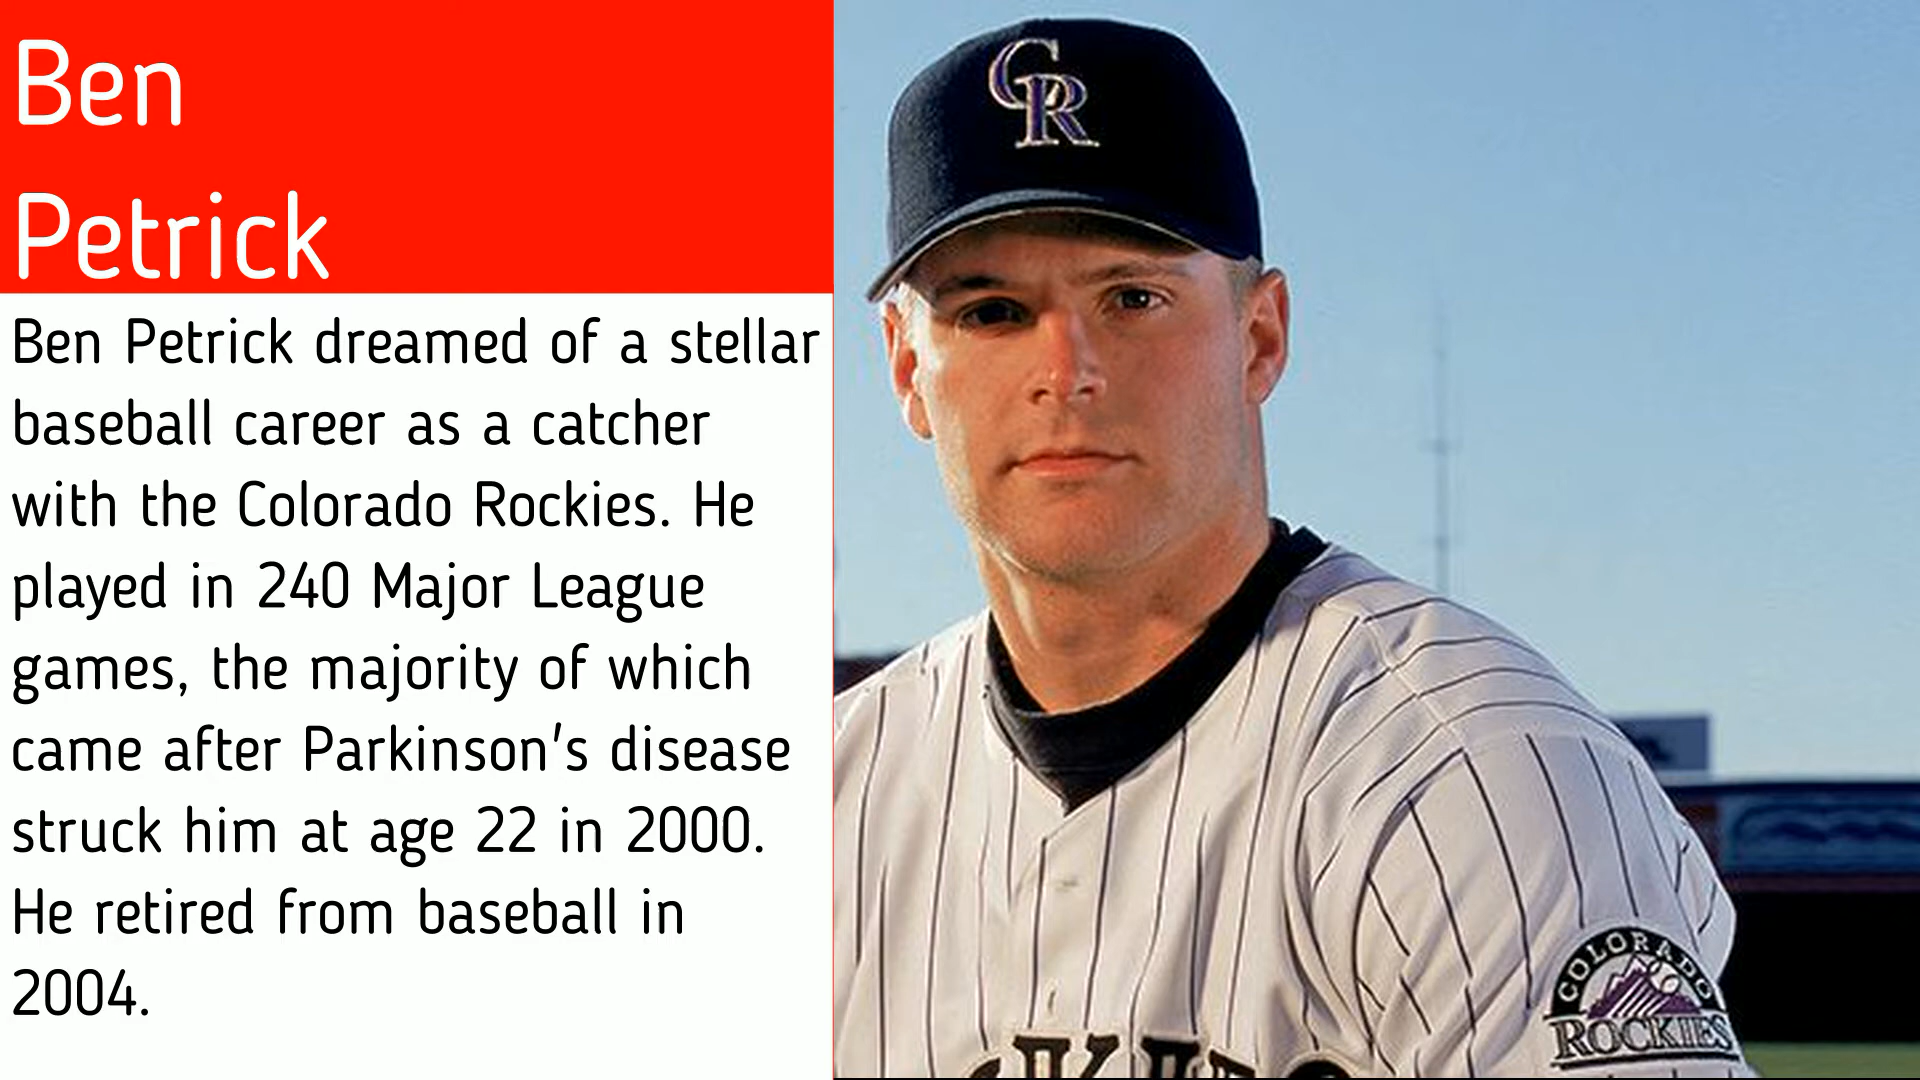 Ben
Petrick
Ben Petrick dreamed of a stellar
baseball career as a catcher
with the Colorado Rockies. He
played in 240 Major League
games, the majority of which
came after Parkinson's disease
struck him at age 22 in 2000.
He retired from baseball in
2004.
CR
COLORADO
ROCKIES